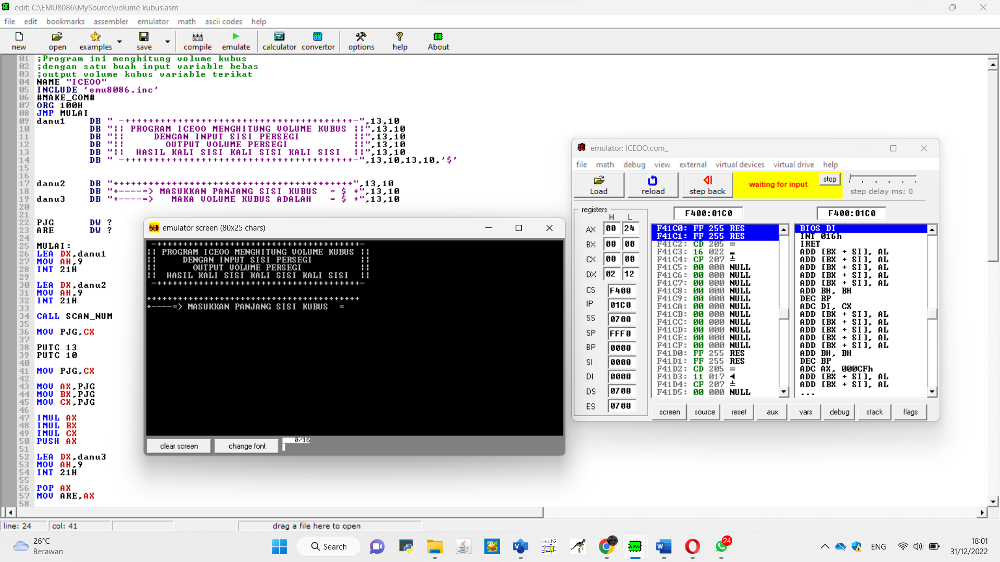 edit: C:\EMU8086\MySource\volume kubus.asm
file edit bookmarks assembler emulator math ascii codes help
new open examples save compile emulate calculator convertor options help About
01 ;Program ini menghitung volume kubus
02 ;dengan satu buah input variable bebas
03 ;output volume kubus variable terikat
04 NAME "ICEOO"
05 INCLUDE 'emu8086.inc'
06 #MAKE_COM#
07 ORG 100H
08 JMP MULAI
09 danu1 DB " -++++++++++++++++++++++++++++++++++++++++-",13,10
10 DB "¦¦ PROGRAM ICEOO MENGHITUNG VOLUME KUBUS ¦¦",13,10
11 DB "¦¦ DENGAN INPUT SISI PERSEGI ¦¦",13,10
12 DB "¦¦ OUTPUT VOLUME PERSEGI ¦¦",13,10
13 DB "¦¦ HASIL KALI SISI KALI SISI KALI SISI ¦¦",13,10
14 DB " -++++++++++++++++++++++++++++++++++++++++-",13,10,13,10,'$'
15
16
17 danu2 DB "+++++++++++++++++++++++++++++++++++++++++",13,10
18 DB "+----=> MASUKKAN PANJANG SISI KUBUS = $ +",13,10
19 danu3 DB "+----=> MAKA VOLUME KUBUS ADALAH = $ +",13,10
20
21
22 PJG DW ?
23 ARE DW ?
24
25 MULAI:
26 LEA DX,danu1
27 MOV AH,9
28 INT 21H
29
30 LEA DX,danu2
31 MOV AH,9
32 INT 21H
33
34 CALL SCAN_NUM
35
36 MOV PJG,CX
37
38 PUTC 13
39 PUTC 10
40
41 MOV PJG,CX
42
43 MOV AX,PJG
44 MOV BX,PJG
45 MOV CX,PJG
46
47 IMUL AX
48 IMUL BX
49 IMUL CX
50 PUSH AX
51
52 LEA DX,danu3
53 MOV AH,9
54 INT 21H
55
56 POP AX
57 MOV ARE,AX
58
emulator screen (80x25 chars)
-+++++++++++++++++++++++++++++++++++++++-
¦¦ PROGRAM ICEOO MENGHITUNG VOLUME KUBUS ¦¦
¦¦ DENGAN INPUT SISI PERSEGI ¦¦
¦¦ OUTPUT VOLUME PERSEGI ¦¦
¦¦ HASIL KALI SISI KALI SISI KALI SISI ¦¦
-+++++++++++++++++++++++++++++++++++++++-
+++++++++++++++++++++++++++++++++++++++++
+----=> MASUKKAN PANJANG SISI KUBUS =
clear screen change font 0/16
emulator: ICEOO.com_
file math debug view external virtual devices virtual drive help
Load reload step back waiting for input stop step delay ms: 0
registers F400:01C0 F400:01C0
H L
AX 00 24
BX 00 00
CX 00 00
DX 02 12
CS F400
IP 01C0
SS 0700
SP FFF0
BP 0000
SI 0000
DI 0000
DS 0700
ES 0700
F41C0: FF 255 RES
F41C1: FF 255 RES
F41C2: CD 205 =
F41C3: 16 022 ▬
F41C4: CF 207 ╧
F41C5: 00 000 NULL
F41C6: 00 000 NULL
F41C7: 00 000 NULL
F41C8: 00 000 NULL
F41C9: 00 000 NULL
F41CA: 00 000 NULL
F41CB: 00 000 NULL
F41CC: 00 000 NULL
F41CD: 00 000 NULL
F41CE: 00 000 NULL
F41CF: 00 000 NULL
F41D0: FF 255 RES
F41D1: FF 255 RES
F41D2: CD 205 =
F41D3: 11 017 ◄
F41D4: CF 207 ╧
F41D5: 00 000 NULL
BIOS DI
INT 016h
IRET
ADD [BX + SI], AL
ADD [BX + SI], AL
ADD [BX + SI], AL
ADD [BX + SI], AL
ADD [BX + SI], AL
ADD BH, BH
DEC BP
ADC DI, CX
ADD [BX + SI], AL
ADD [BX + SI], AL
ADD [BX + SI], AL
ADD [BX + SI], AL
ADD [BX + SI], AL
ADD BH, BH
DEC BP
ADC AX, 000CFh
ADD [BX + SI], AL
ADD [BX + SI], AL
...
screen source reset aux vars debug stack flags
line: 24 col: 41 drag a file here to open
26°C
Berawan
Search
dsch2
24
ENG
18:01
31/12/2022